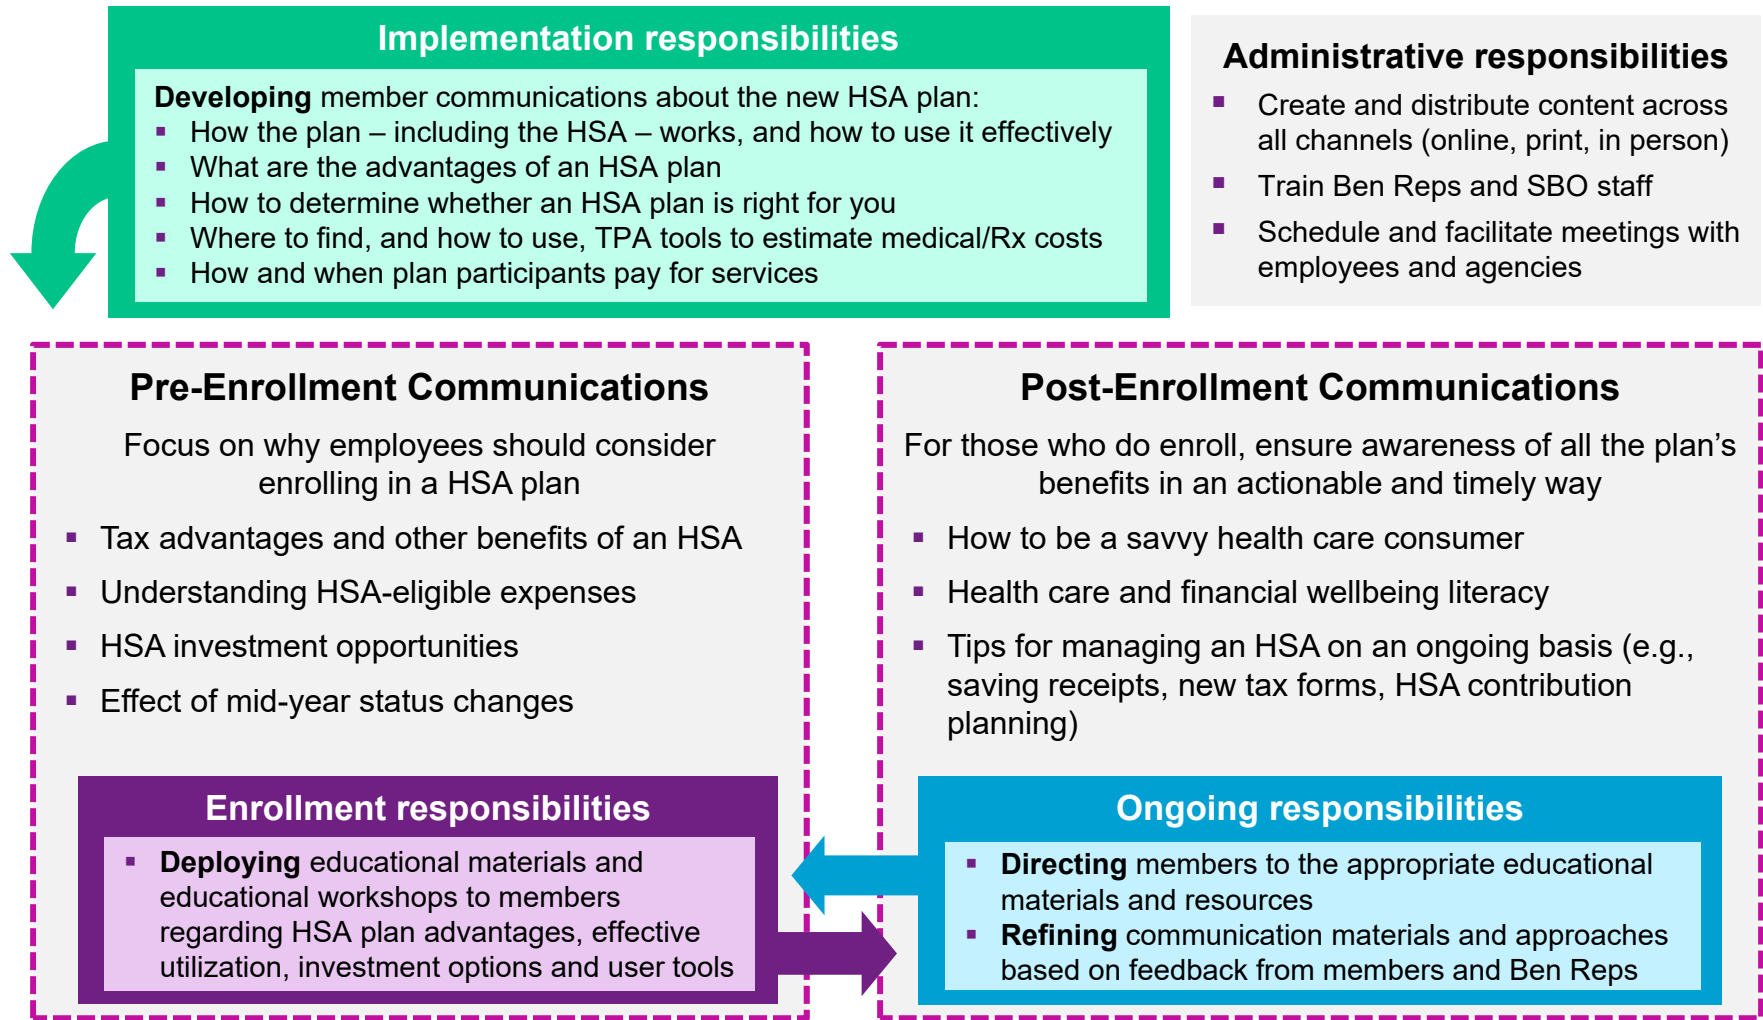 Implementation responsibilities
Developing member communications about the new HSA plan:
▪ How the plan – including the HSA – works, and how to use it effectively
▪ What are the advantages of an HSA plan
▪ How to determine whether an HSA plan is right for you
▪ Where to find, and how to use, TPA tools to estimate medical/Rx costs
▪ How and when plan participants pay for services
Administrative responsibilities
▪ Create and distribute content across
all channels (online, print, in person)
▪ Train Ben Reps and SBO staff
▪ Schedule and facilitate meetings with
employees and agencies
Pre-Enrollment Communications
Focus on why employees should consider
enrolling in a HSA plan
▪ Tax advantages and other benefits of an HSA
▪ Understanding HSA-eligible expenses
▪ HSA investment opportunities
▪ Effect of mid-year status changes
Enrollment responsibilities
▪ Deploying educational materials and
educational workshops to members
regarding HSA plan advantages, effective
utilization, investment options and user tools
Post-Enrollment Communications
For those who do enroll, ensure awareness of all the plan’s
benefits in an actionable and timely way
▪ How to be a savvy health care consumer
▪ Health care and financial wellbeing literacy
▪ Tips for managing an HSA on an ongoing basis (e.g.,
saving receipts, new tax forms, HSA contribution
planning)
Ongoing responsibilities
▪ Directing members to the appropriate educational
materials and resources
▪ Refining communication materials and approaches
based on feedback from members and Ben Reps